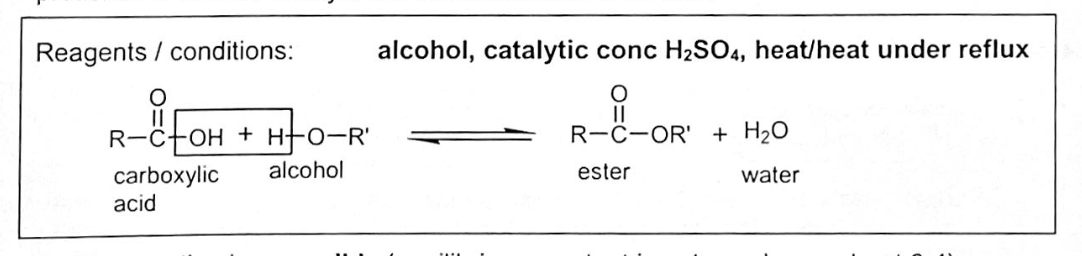 Reagents / conditions: alcohol, catalytic conc H₂SO₄, heat/heat under reflux
O O
R–C–OH + H–O–R' ⇌ R–C–OR' + H₂O
carboxylic alcohol ester water
acid